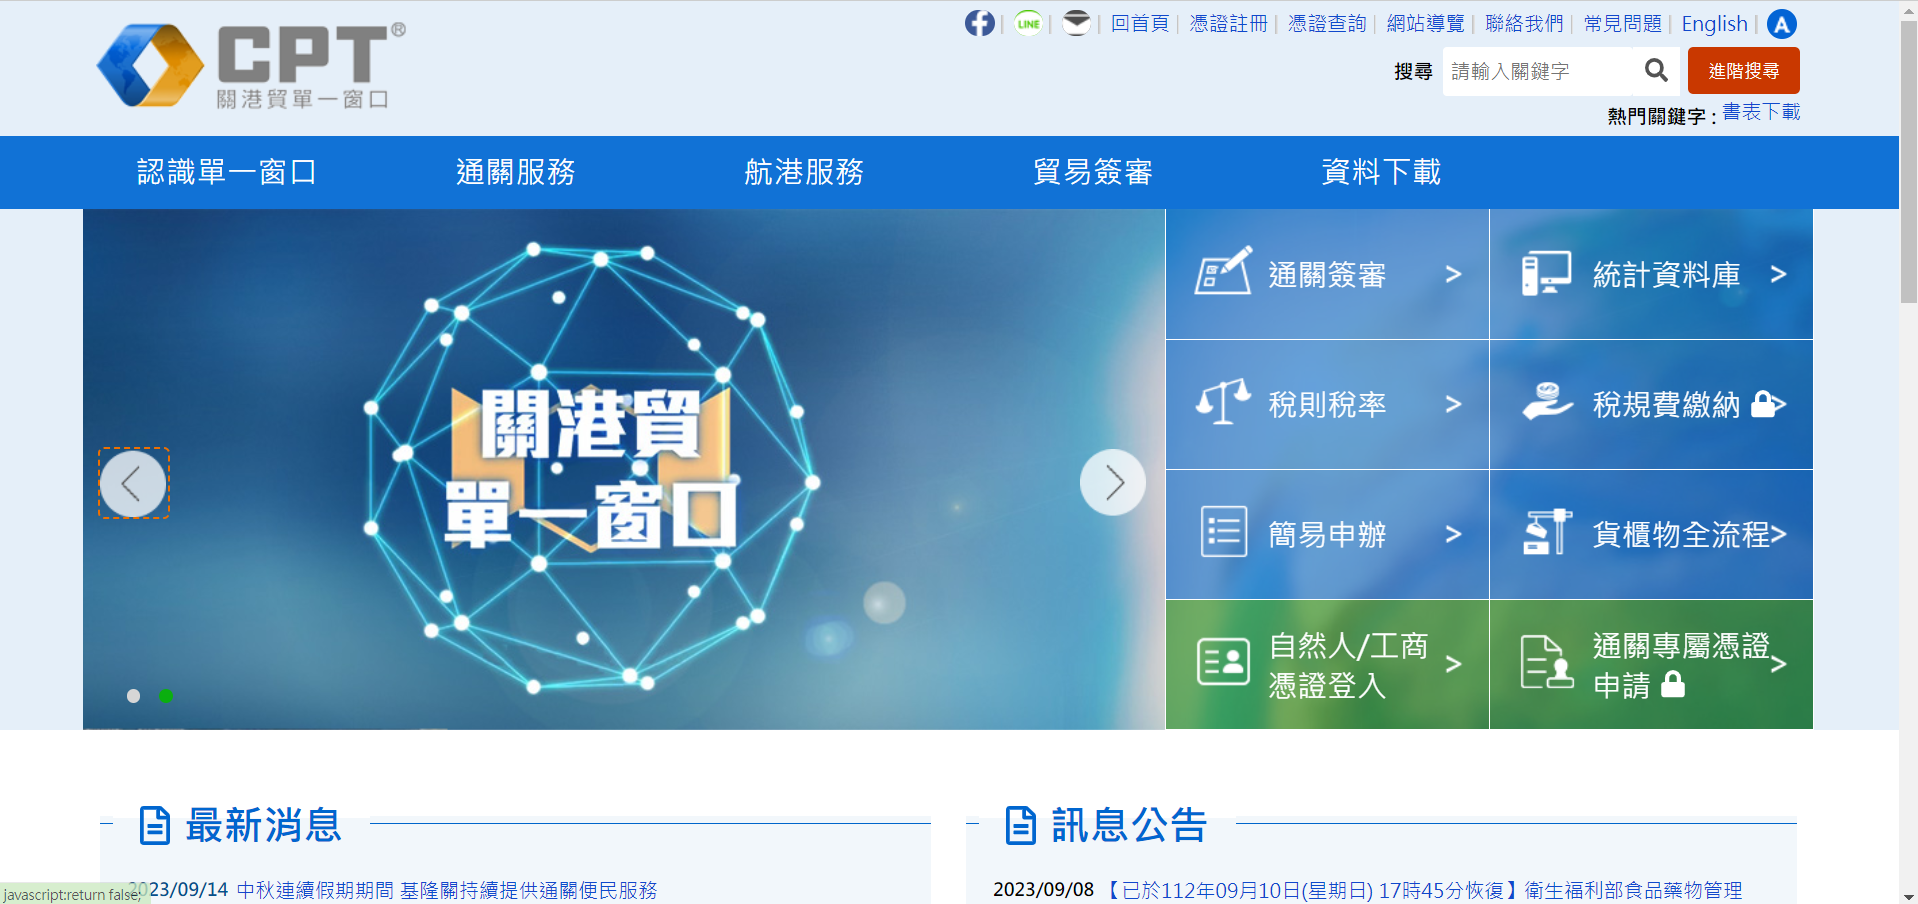 CPT®
關港貿單一窗口
LINE
回首頁 憑證註冊 憑證查詢 網站導覽 聯絡我們 常見問題 English A
搜尋 請輸入關鍵字 進階搜尋
熱門關鍵字 : 書表下載
認識單一窗口 通關服務 航港服務 貿易簽審 資料下載
關港貿
單一窗口
通關簽審 >
統計資料庫 >
稅則稅率 >
稅規費繳納 >
簡易申辦 >
貨櫃物全流程>
自然人/工商
憑證登入 >
通關專屬憑證
申請 >
最新消息
2023/09/14 中秋連續假期期間 基隆關持續提供通關便民服務
訊息公告
2023/09/08 【已於112年09月10日(星期日) 17時45分恢復】衛生福利部食品藥物管理
javascript:return false;